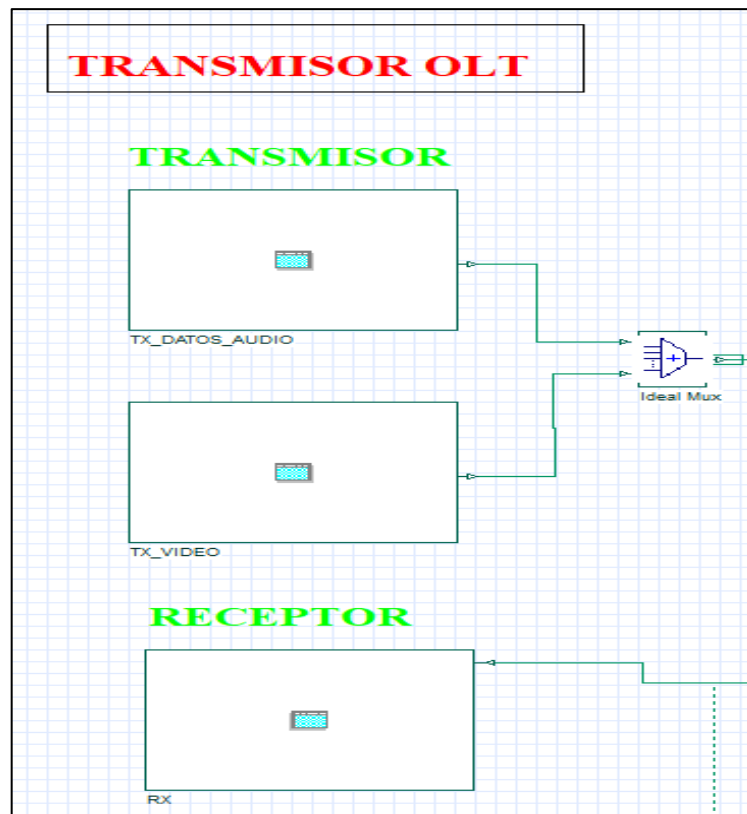 TRANSMISOR OLT
TRANSMISOR
TX_DATOS_AUDIO
Ideal Mux
TX_VIDEO
RECEPTOR
RX